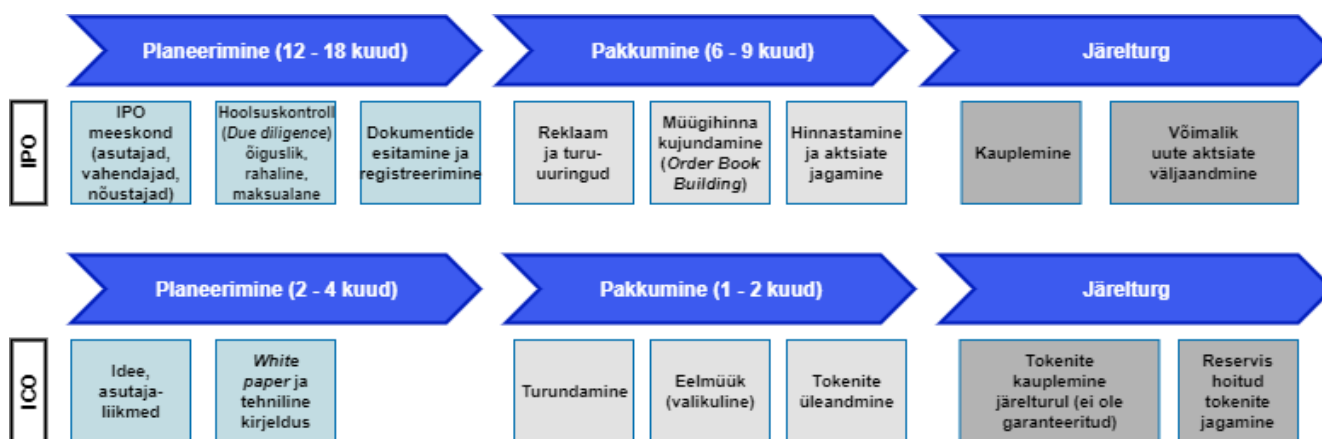 Planeerimine (12 - 18 kuud)
Pakkumine (6 - 9 kuud)
Järelturg
IPO
IPO
meeskond
(asutajad,
vahendajad,
nõustajad)
Hoolsuskontroll
(Due diligence)
õiguslik,
rahaline,
maksualane
Dokumentide
esitamine ja
registreerimine
Reklaam
ja turu-
uuringud
Müügihinna
kujundamine
(Order Book
Building)
Hinnastamine
ja aktsiate
jagamine
Kauplemine
Võimalik
uute aktsiate
väljaandmine
Planeerimine (2 - 4 kuud)
Pakkumine (1 - 2 kuud)
Järelturg
ICO
Idee,
asutaja-
liikmed
White
paper ja
tehniline
kirjeldus
Turundamine
Eelmüük
(valikuline)
Tokenite
üleandmine
Tokenite
kauplemine
järelturul (ei ole
garanteeritud)
Reservis
hoitud
tokenite
jagamine